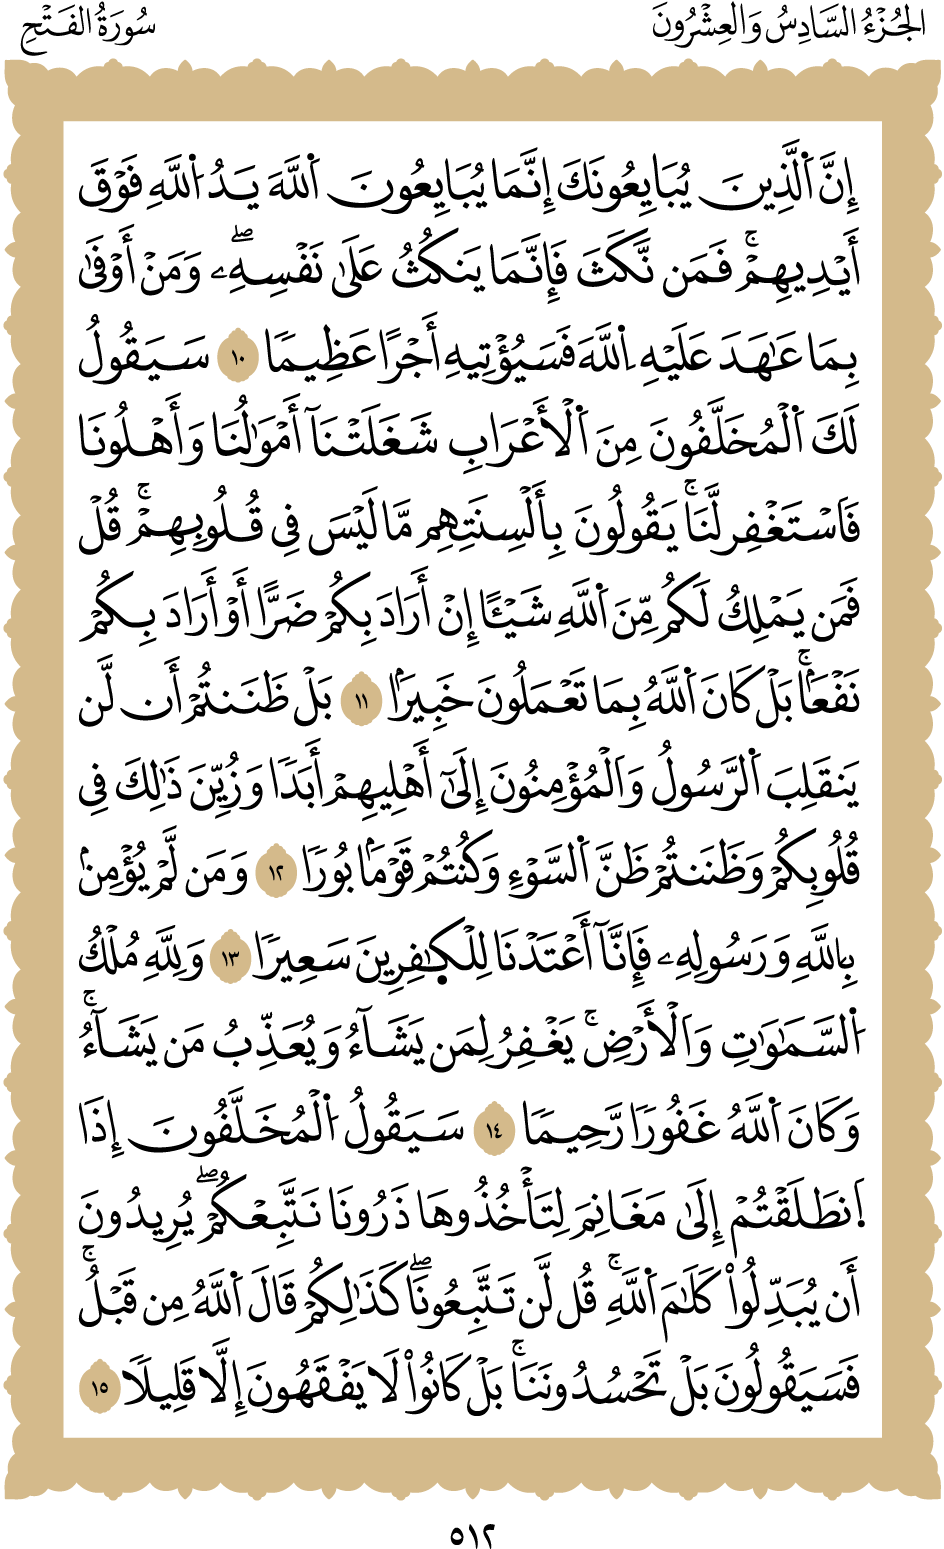 الجُزْءُ السَّادِسُ وَالعِشْرُونَ
سُورَةُ الفَتْحِ
إِنَّ ٱلَّذِينَ يُبَايِعُونَكَ إِنَّمَا يُبَايِعُونَ ٱللَّهَ يَدُ ٱللَّهِ فَوْقَ
أَيْدِيهِمْۚ فَمَن نَّكَثَ فَإِنَّمَا يَنكُثُ عَلَىٰ نَفْسِهِۦۖ وَمَنْ أَوْفَىٰ
بِمَا عَٰهَدَ عَلَيْهِ ٱللَّهَ فَسَيُؤْتِيهِ أَجْرًا عَظِيمٗا ١٠ سَيَقُولُ
لَكَ ٱلْمُخَلَّفُونَ مِنَ ٱلْأَعْرَابِ شَغَلَتْنَآ أَمْوَٰلُنَا وَأَهْلُونَا
فَٱسْتَغْفِر لَّنَاۚ يَقُولُونَ بِأَلْسِنَتِهِم مَّا لَيْسَ فِى قُلُوبِهِمْۚ قُلْ
فَمَن يَمْلِكُ لَكُم مِّنَ ٱللَّهِ شَيْـًٔا إِنْ أَرَادَ بِكُمْ ضَرًّا أَوْ أَرَادَ بِكُمْ
نَفْعَۢاۚ بَلْ كَانَ ٱللَّهُ بِمَا تَعْمَلُونَ خَبِيرَۢا ١١ بَلْ ظَنَنتُمْ أَن لَّن
يَنقَلِبَ ٱلرَّسُولُ وَٱلْمُؤْمِنُونَ إِلَىٰٓ أَهْلِيهِمْ أَبَدٗا وَزُيِّنَ ذَٰلِكَ فِى
قُلُوبِكُمْ وَظَنَنتُمْ ظَنَّ ٱلسَّوْءِ وَكُنتُمْ قَوْمَۢا بُورٗا ١٢ وَمَن لَّمْ يُؤْمِنۢ
بِٱللَّهِ وَرَسُولِهِۦ فَإِنَّآ أَعْتَدْنَا لِلْكَٰفِرِينَ سَعِيرٗا ١٣ وَلِلَّهِ مُلْكُ
ٱلسَّمَٰوَٰتِ وَٱلْأَرْضِۚ يَغْفِرُ لِمَن يَشَآءُ وَيُعَذِّبُ مَن يَشَآءُۚ
وَكَانَ ٱللَّهُ غَفُورٗا رَّحِيمٗا ١٤ سَيَقُولُ ٱلْمُخَلَّفُونَ إِذَا
ٱنطَلَقْتُمْ إِلَىٰ مَغَانِمَ لِتَأْخُذُوهَا ذَرُونَا نَتَّبِعْكُمْۖ يُرِيدُونَ
أَن يُبَدِّلُوا۟ كَلَٰمَ ٱللَّهِۚ قُل لَّن تَتَّبِعُونَاۖ كَذَٰلِكُمْ قَالَ ٱللَّهُ مِن قَبْلُۚ
فَسَيَقُولُونَ بَلْ تَحْسُدُونَنَاۚ بَلْ كَانُوا۟ لَا يَفْقَهُونَ إِلَّا قَلِيلٗا ١٥
٥١٢